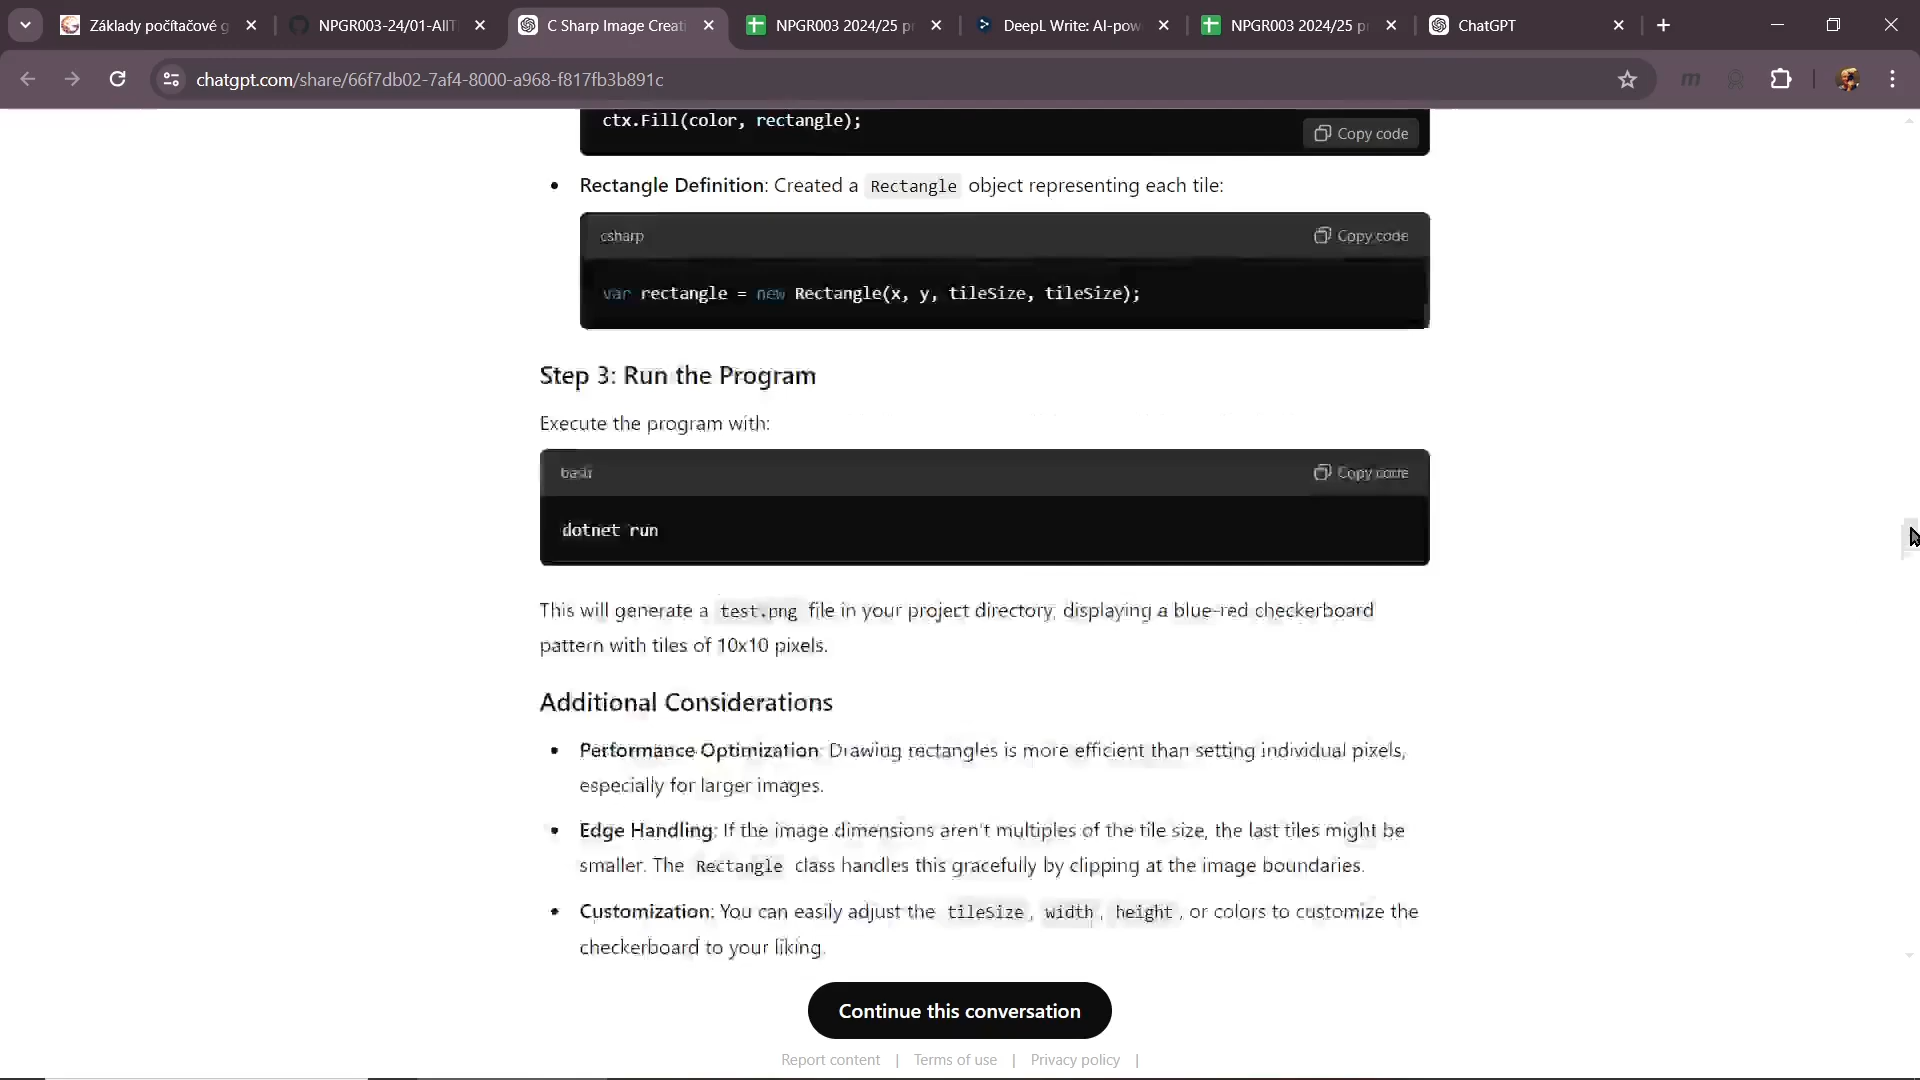 Základy počítačové g
NPGR003-24/01-AllT
C Sharp Image Creati
NPGR003 2024/25 p
DeepL Write: AI-pow
NPGR003 2024/25 p
ChatGPT
chatgpt.com/share/66f7db02-7af4-8000-a968-f817fb3b891c
ctx.Fill(color, rectangle);
Copy code
• Rectangle Definition: Created a Rectangle object representing each tile:
csharp
Copy code
var rectangle = new Rectangle(x, y, tileSize, tileSize);
Step 3: Run the Program
Execute the program with:
bash
Copy code
dotnet run
This will generate a test.png file in your project directory, displaying a blue-red checkerboard
pattern with tiles of 10x10 pixels.
Additional Considerations
• Performance Optimization: Drawing rectangles is more efficient than setting individual pixels,
especially for larger images.
• Edge Handling: If the image dimensions aren't multiples of the tile size, the last tiles might be
smaller. The Rectangle class handles this gracefully by clipping at the image boundaries.
• Customization: You can easily adjust the tileSize, width, height, or colors to customize the
checkerboard to your liking.
Continue this conversation
Report content | Terms of use | Privacy policy |